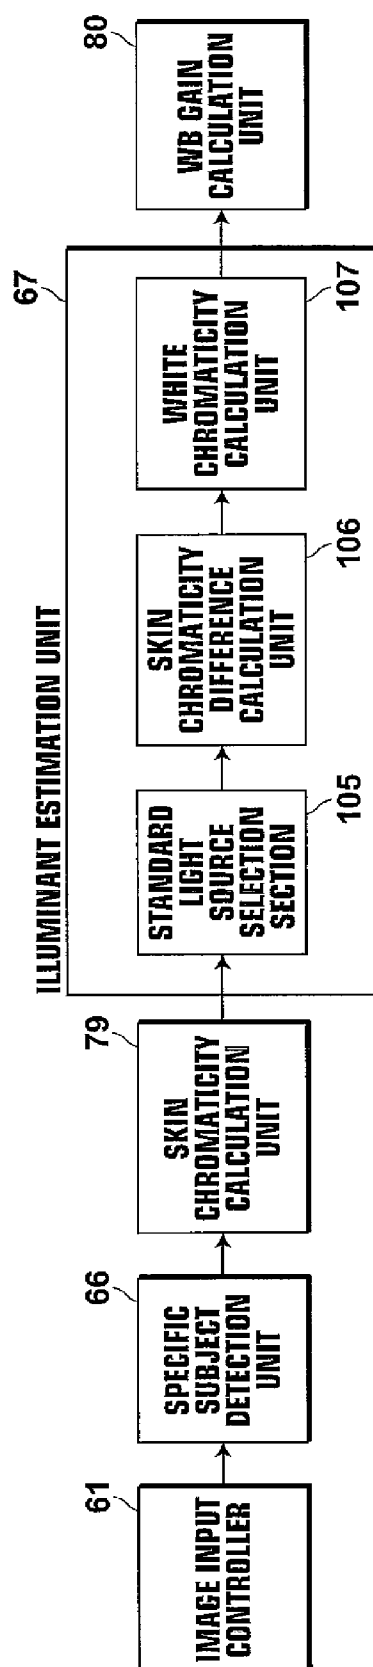 61
IMAGE INPUT
CONTROLLER
66
SPECIFIC
SUBJECT
DETECTION
UNIT
79
SKIN
CHROMATICITY
CALCULATION
UNIT
ILLUMINANT ESTIMATION UNIT
67
STANDARD
LIGHT
SOURCE
SELECTION
SECTION
105
SKIN
CHROMATICITY
DIFFERENCE
CALCULATION
UNIT
106
WHITE
CHROMATICITY
CALCULATION
UNIT
107
80
WB GAIN
CALCULATION
UNIT